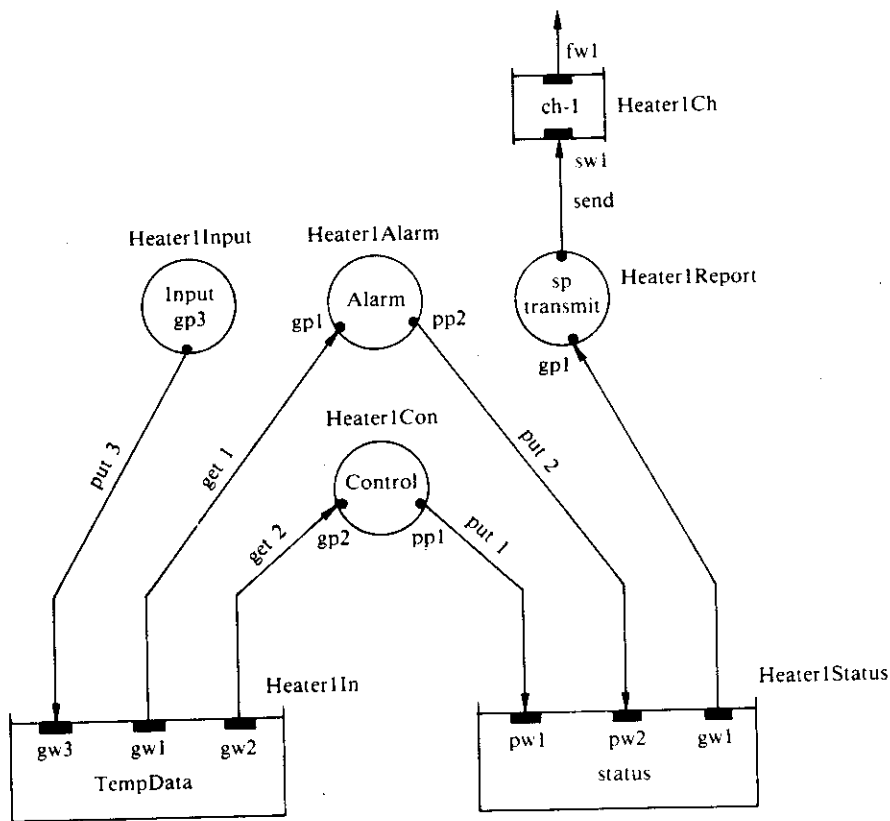 fw1
ch-1
Heater1Ch
sw1
send
Heater1Input
Heater1Alarm
Heater1Report
Input
gp3
Alarm
sp
transmit
gp1
pp2
gp1
Heater1Con
put 3
get 1
put 2
Control
get 2
gp2
pp1
put 1
Heater1In
Heater1Status
gw3
gw1
gw2
TempData
pw1
pw2
gw1
status